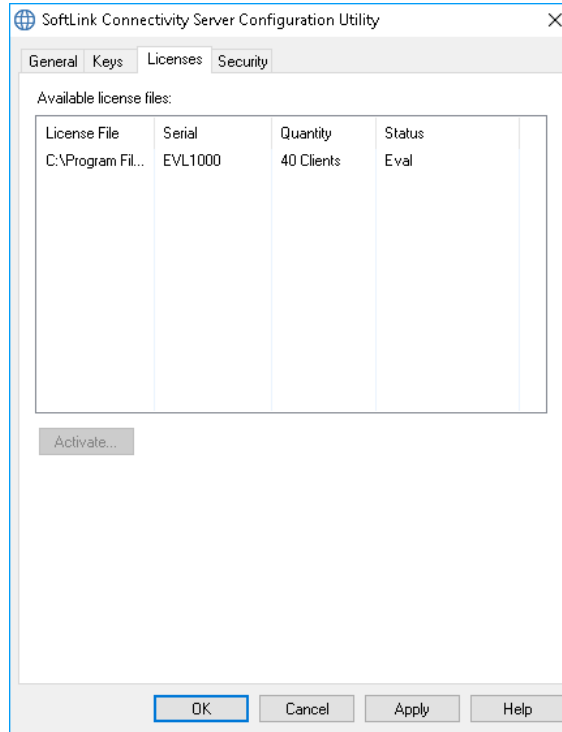 SoftLink Connectivity Server Configuration Utility
General Keys Licenses Security
Available license files:
License File Serial Quantity Status
C:\Program Fil... EVL1000 40 Clients Eval
Activate...
OK Cancel Apply Help